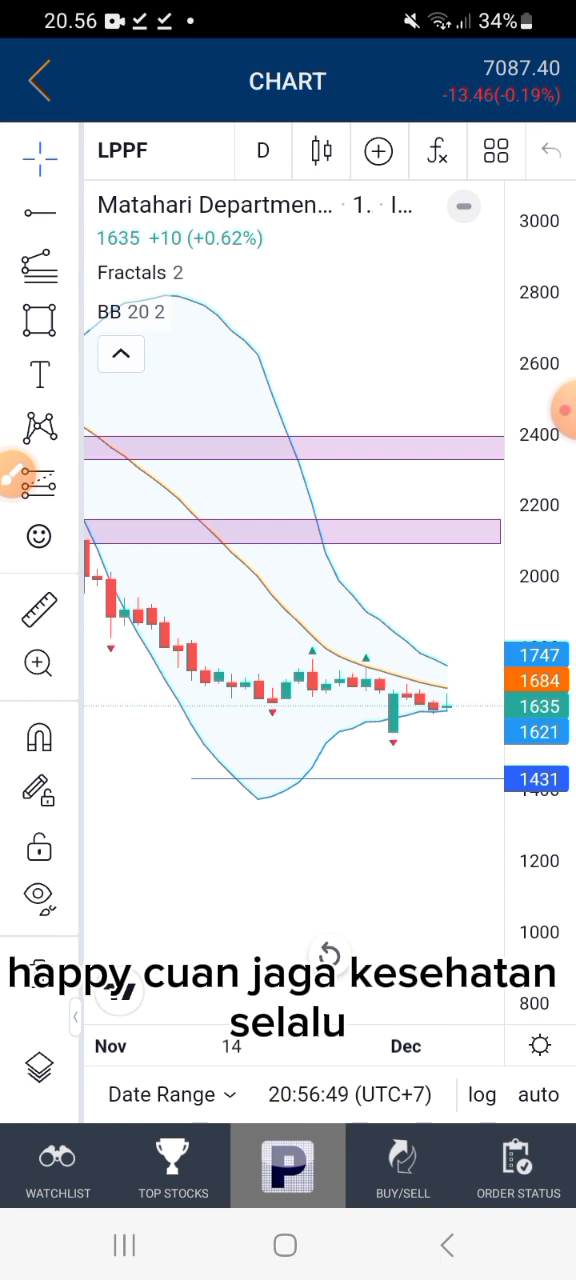 20.56
34%
CHART
7087.40
-13.46(-0.19%)
LPPF
D
Matahari Departmen... · 1.. · I...
1635 +10 (+0.62%)
Fractals 2
BB 20 2
3000
2800
2600
2400
2200
2000
1747
1684
1635
1621
1431
1200
1000
800
happy cuan jaga kesehatan
selalu
Nov
14
Dec
Date Range
20:56:49 (UTC+7)
log
auto
WATCHLIST
TOP STOCKS
P
BUY/SELL
ORDER STATUS